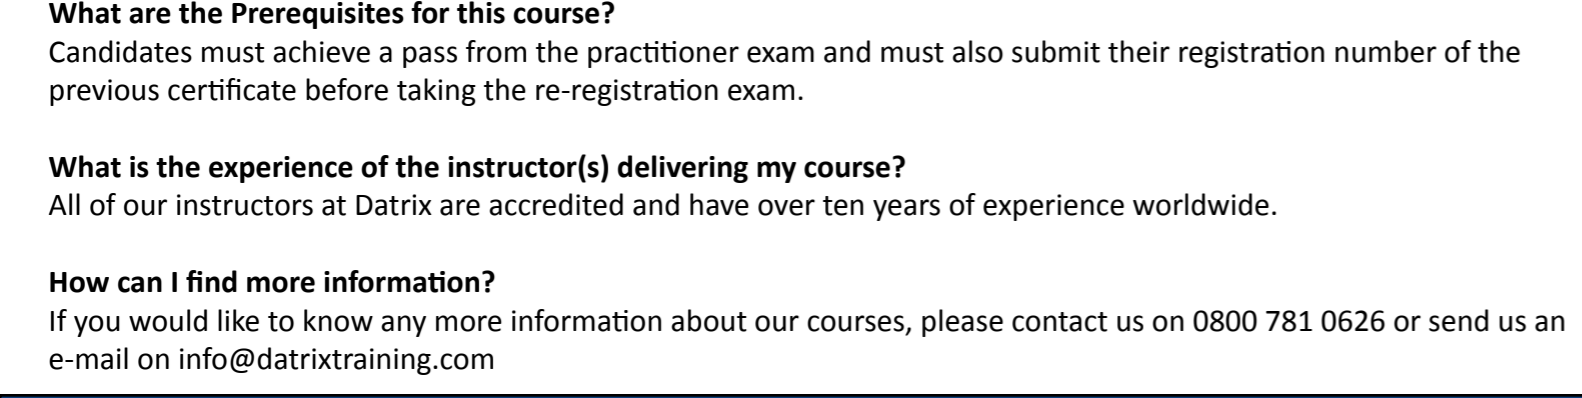 What are the Prerequisites for this course?
Candidates must achieve a pass from the practitioner exam and must also submit their registration number of the
previous certificate before taking the re-registration exam.
What is the experience of the instructor(s) delivering my course?
All of our instructors at Datrix are accredited and have over ten years of experience worldwide.
How can I find more information?
If you would like to know any more information about our courses, please contact us on 0800 781 0626 or send us an
e-mail on info@datrixtraining.com